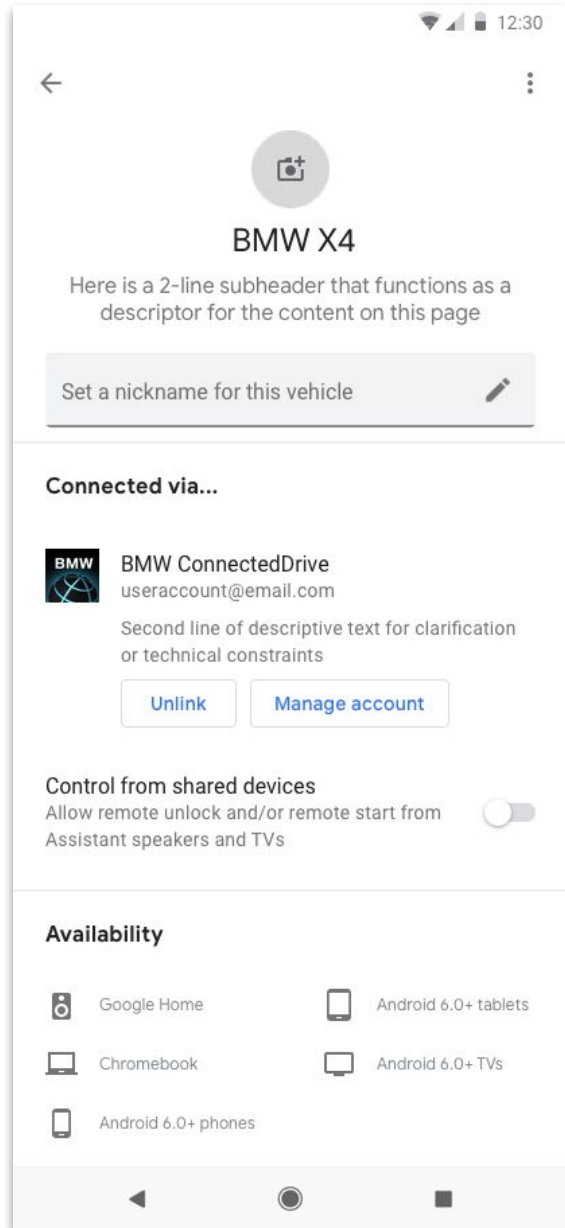 12:30
BMW X4
Here is a 2-line subheader that functions as a
descriptor for the content on this page
Set a nickname for this vehicle
Connected via...
BMW
BMW ConnectedDrive
useraccount@email.com
Second line of descriptive text for clarification
or technical constraints
Unlink
Manage account
Control from shared devices
Allow remote unlock and/or remote start from
Assistant speakers and TVs
Availability
Google Home
Android 6.0+ tablets
Chromebook
Android 6.0+ TVs
Android 6.0+ phones